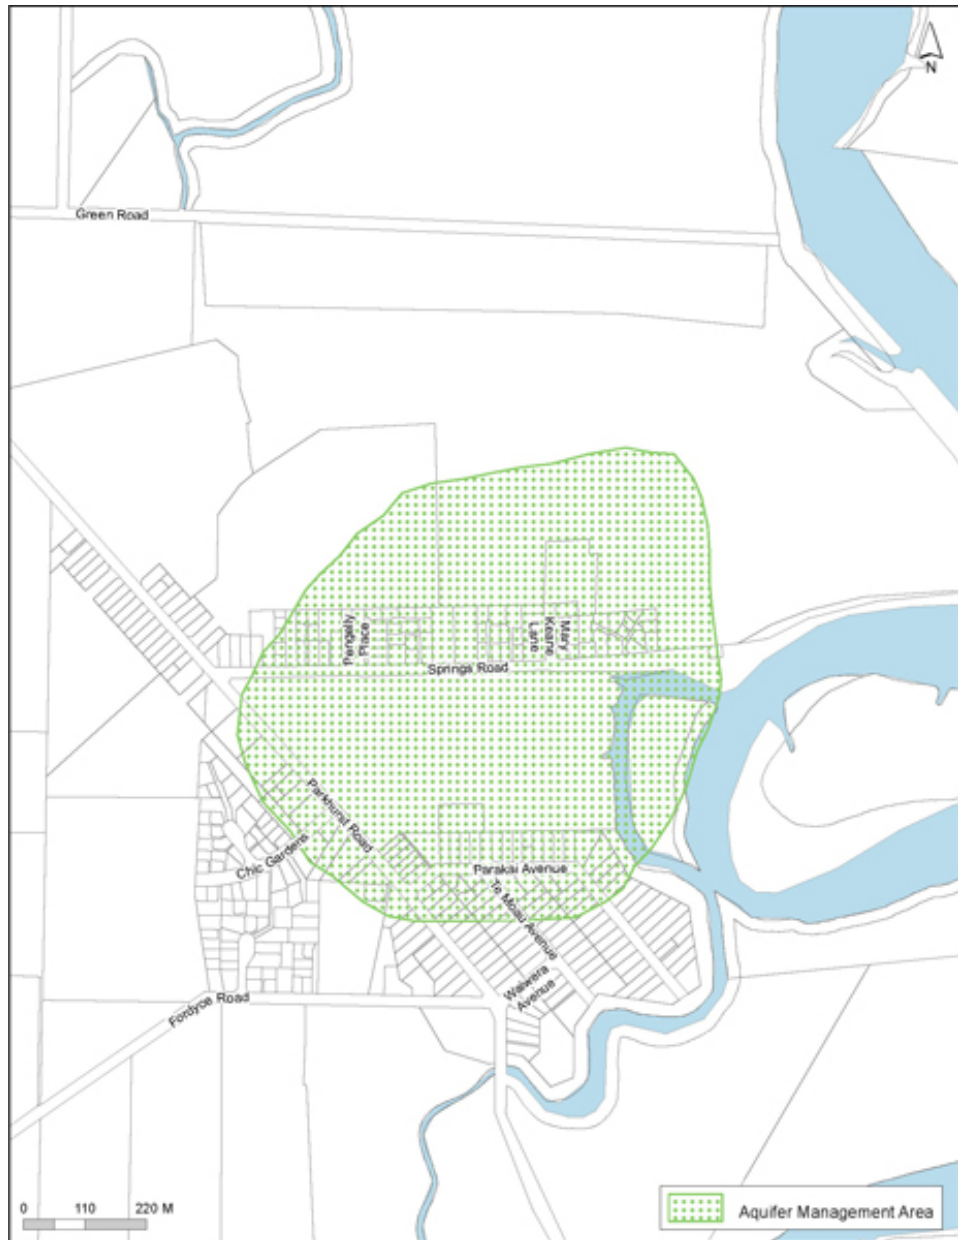 N
Green Road
Pengelly
Place
Mary
Keane
Lane
Springs Road
Parkhurst Road
Chic Gardens
Parakai Avenue
Te Moau Avenue
Waiwera
Avenue
Fordyce Road
0 110 220 M
Aquifer Management Area